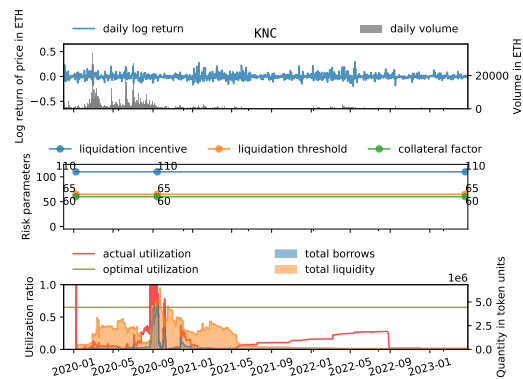 daily log return
KNC
daily volume
Log return of price in ETH
0.5
0.0
−0.5
20000
0
Volume in ETH
liquidation incentive
liquidation threshold
collateral factor
Risk parameters
100
50
0
110
65
60
110
65
60
110
65
60
actual utilization
optimal utilization
total borrows
total liquidity
1e6
Utilization ratio
1.0
0.5
0.0
5.0
2.5
0.0
Quantity in token units
2020-01
2020-05
2020-09
2021-01
2021-05
2021-09
2022-01
2022-05
2022-09
2023-01